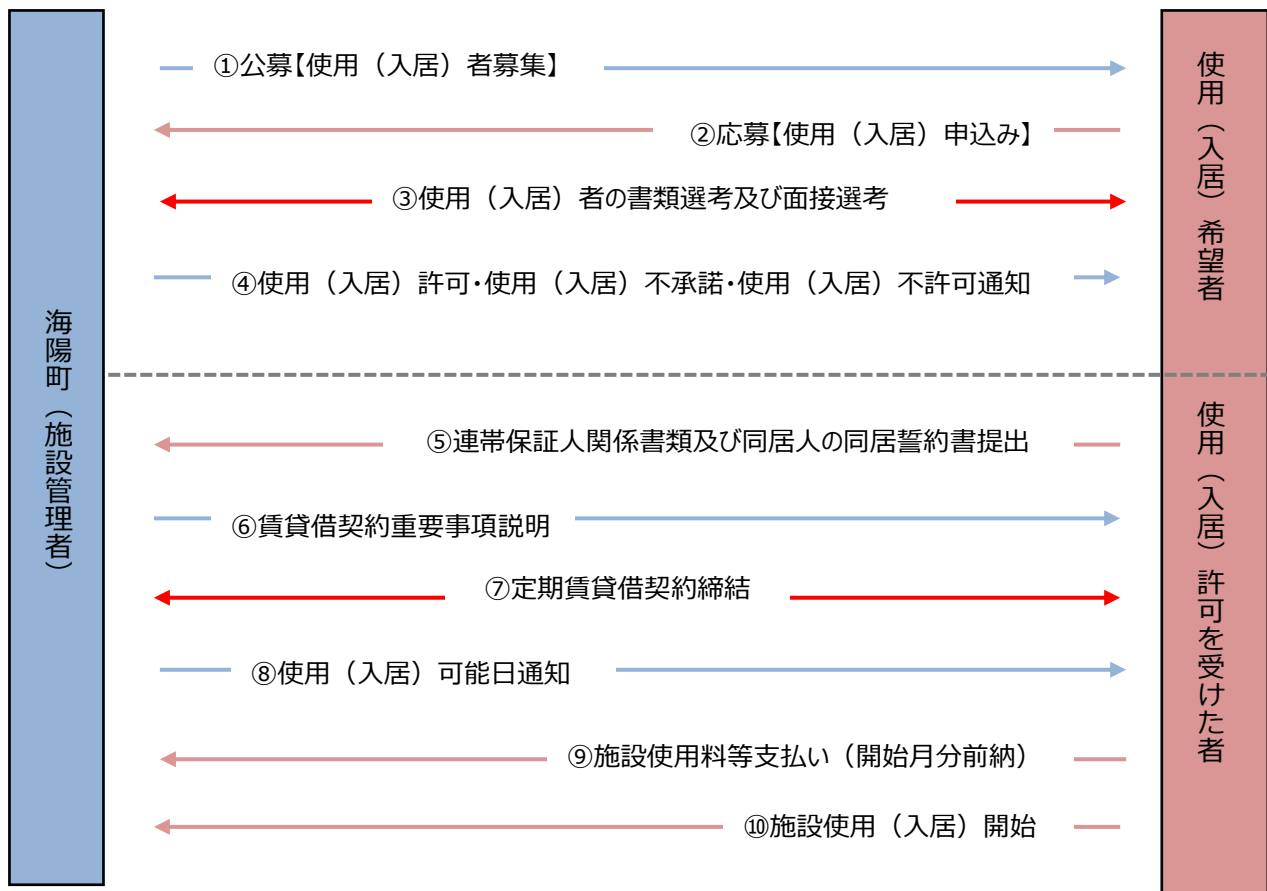 海陽町（施設管理者）
①公募【使用（入居）者募集】
②応募【使用（入居）申込み】
③使用（入居）者の書類選考及び面接選考
④使用（入居）許可・使用（入居）不承諾・使用（入居）不許可通知
使用（入居）希望者
⑤連帯保証人関係書類及び同居人の同居誓約書提出
⑥賃貸借契約重要事項説明
⑦定期賃貸借契約締結
⑧使用（入居）可能日通知
⑨施設使用料等支払い（開始月分前納）
⑩施設使用（入居）開始
使用（入居）許可を受けた者